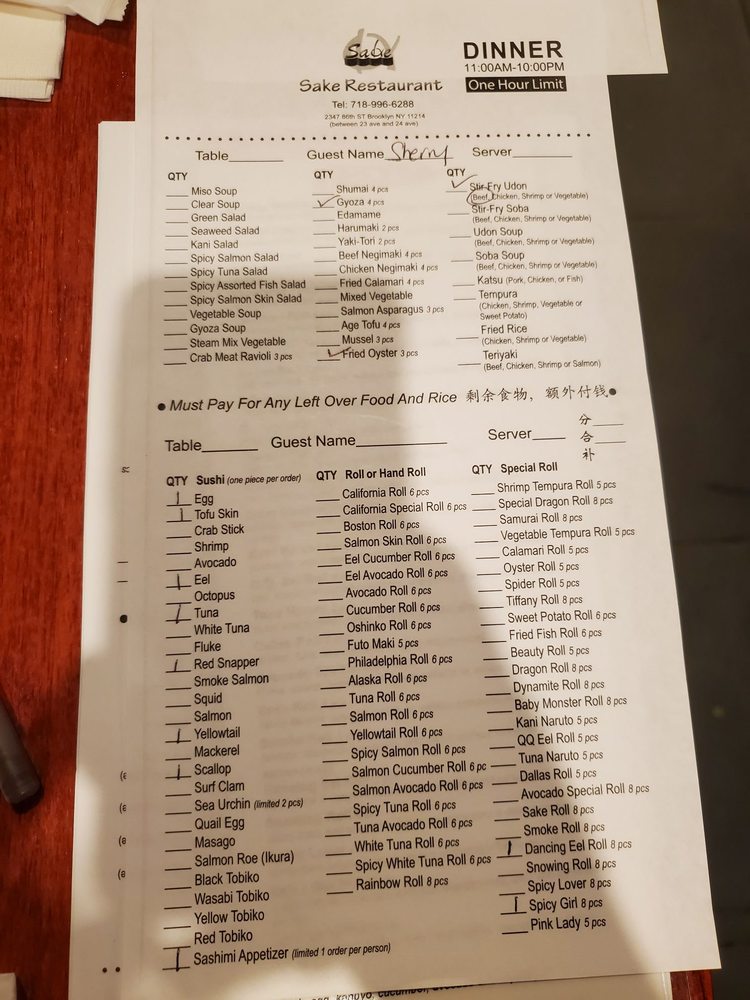 Sake
DINNER
11:00AM-10:00PM
One Hour Limit
Sake Restaurant
Tel: 718-996-6288
2347 86th ST Brooklyn NY 11214
(between 23 ave and 24 ave)
Table______ Guest Name Sherry Server______
QTY
Miso Soup
Clear Soup
Green Salad
Seaweed Salad
Kani Salad
Spicy Salmon Salad
Spicy Tuna Salad
Spicy Assorted Fish Salad
Spicy Salmon Skin Salad
Vegetable Soup
Gyoza Soup
Steam Mix Vegetable
Crab Meat Ravioli 3 pcs
QTY
Shumai 4 pcs
✓ Gyoza 4 pcs
Edamame
Harumaki 2 pcs
Yaki-Tori 2 pcs
Beef Negimaki 4 pcs
Chicken Negimaki 4 pcs
Fried Calamari 4 pcs
Mixed Vegetable
Salmon Asparagus 3 pcs
Age Tofu 4 pcs
Mussel 3 pcs
✓ Fried Oyster 3 pcs
QTY
✓ Stir-Fry Udon
(Beef, Chicken, Shrimp or Vegetable)
Stir-Fry Soba
(Beef, Chicken, Shrimp or Vegetable)
Udon Soup
(Beef, Chicken, Shrimp or Vegetable)
Soba Soup
(Beef, Chicken, Shrimp or Vegetable)
Katsu (Pork, Chicken, or Fish)
Tempura
(Chicken, Shrimp, Vegetable or
Sweet Potato)
Fried Rice
(Chicken, Shrimp or Vegetable)
Teriyaki
(Beef, Chicken, Shrimp or Salmon)
● Must Pay For Any Left Over Food And Rice 剩余食物，额外付钱●
Table______ Guest Name__________ Server____
分
合
补
QTY Sushi (one piece per order)
| Egg
| Tofu Skin
Crab Stick
Shrimp
Avocado
| Eel
Octopus
| Tuna
White Tuna
Fluke
| Red Snapper
Smoke Salmon
Squid
Salmon
| Yellowtail
Mackerel
| Scallop
Surf Clam
Sea Urchin (limited 2 pcs)
Quail Egg
Masago
Salmon Roe (Ikura)
Black Tobiko
Wasabi Tobiko
Yellow Tobiko
Red Tobiko
| Sashimi Appetizer (limited 1 order per person)
QTY Roll or Hand Roll
California Roll 6 pcs
California Special Roll 6 pcs
Boston Roll 6 pcs
Salmon Skin Roll 6 pcs
Eel Cucumber Roll 6 pcs
Eel Avocado Roll 6 pcs
Avocado Roll 6 pcs
Cucumber Roll 6 pcs
Oshinko Roll 6 pcs
Futo Maki 5 pcs
Philadelphia Roll 6 pcs
Alaska Roll 6 pcs
Tuna Roll 6 pcs
Salmon Roll 6 pcs
Yellowtail Roll 6 pcs
Spicy Salmon Roll 6 pcs
Salmon Cucumber Roll 6 pc
Salmon Avocado Roll 6 pcs
Spicy Tuna Roll 6 pcs
Tuna Avocado Roll 6 pcs
White Tuna Roll 6 pcs
Spicy White Tuna Roll 6 pcs
Rainbow Roll 8 pcs
QTY Special Roll
Shrimp Tempura Roll 5 pcs
Special Dragon Roll 8 pcs
Samurai Roll 8 pcs
Vegetable Tempura Roll 5 pcs
Calamari Roll 5 pcs
Oyster Roll 5 pcs
Spider Roll 5 pcs
Tiffany Roll 8 pcs
Sweet Potato Roll 6 pcs
Fried Fish Roll 6 pcs
Beauty Roll 5 pcs
Dragon Roll 8 pcs
Dynamite Roll 8 pcs
Baby Monster Roll 8 pcs
Kani Naruto 5 pcs
QQ Eel Roll 5 pcs
Tuna Naruto 5 pcs
Dallas Roll 5 pcs
Avocado Special Roll 8 pcs
Sake Roll 8 pcs
Smoke Roll 8 pcs
| Dancing Eel Roll 8 pcs
Snowing Roll 8 pcs
Spicy Lover 8 pcs
| Spicy Girl 8 pcs
Pink Lady 5 pcs